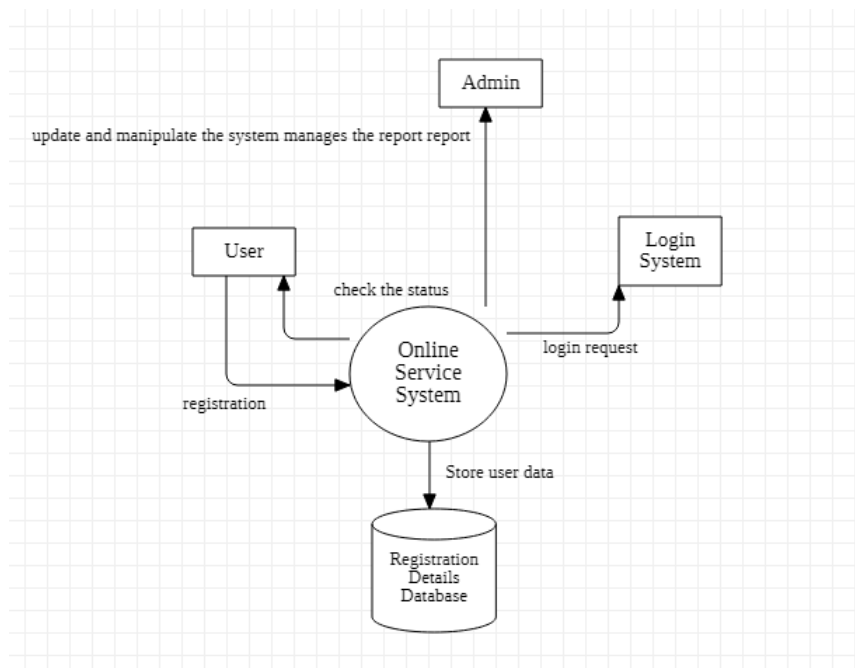 Admin
update and manipulate the system manages the report report
User
Login
System
check the status
Online
Service
System
login request
registration
Store user data
Registration
Details
Database